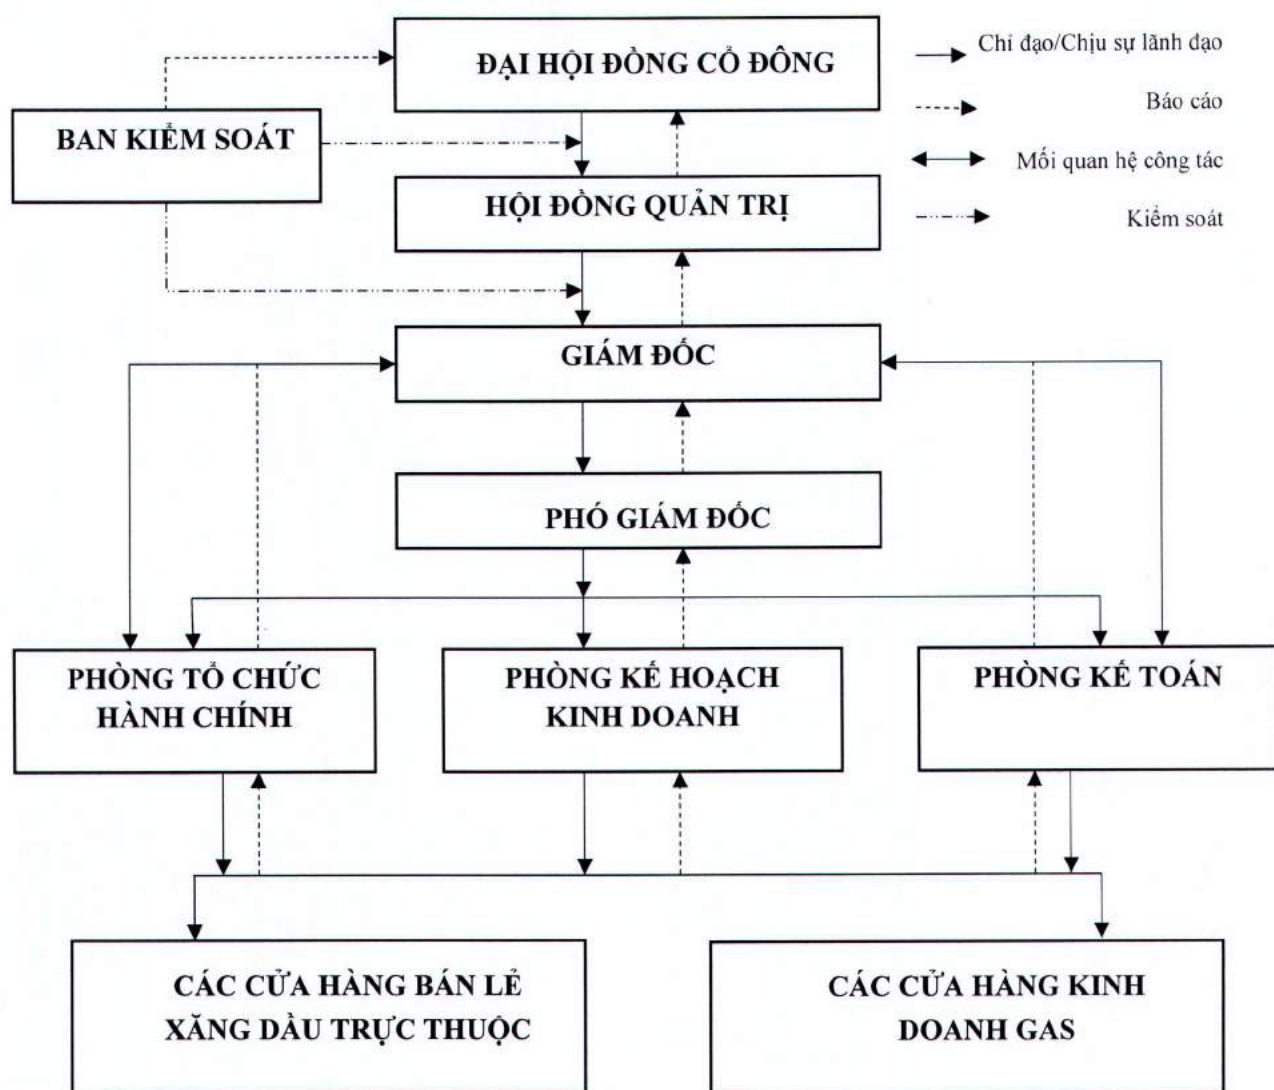 ĐẠI HỘI ĐỒNG CỔ ĐÔNG
Chỉ đạo/Chịu sự lãnh đạo
Báo cáo
BAN KIỂM SOÁT
Mối quan hệ công tác
HỘI ĐỒNG QUẢN TRỊ
Kiểm soát
GIÁM ĐỐC
PHÓ GIÁM ĐỐC
PHÒNG TỔ CHỨC
HÀNH CHÍNH
PHÒNG KẾ HOẠCH
KINH DOANH
PHÒNG KẾ TOÁN
CÁC CỬA HÀNG BÁN LẺ
XĂNG DẦU TRỰC THUỘC
CÁC CỬA HÀNG KINH
DOANH GAS